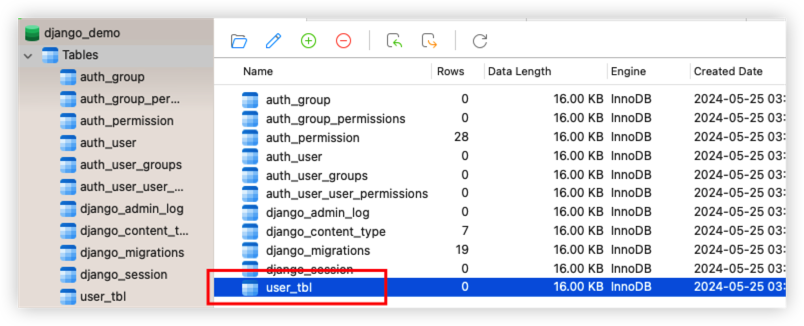 django_demo
Tables
auth_group
auth_group_per...
auth_permission
auth_user
auth_user_groups
auth_user_user_...
django_admin_log
django_content_t...
django_migrations
django_session
user_tbl
Name Rows Data Length Engine Created Date
auth_group 0 16.00 KB InnoDB 2024-05-25 03:
auth_group_permissions 0 16.00 KB InnoDB 2024-05-25 03:
auth_permission 28 16.00 KB InnoDB 2024-05-25 03:
auth_user 0 16.00 KB InnoDB 2024-05-25 03:
auth_user_groups 0 16.00 KB InnoDB 2024-05-25 03:
auth_user_user_permissions 0 16.00 KB InnoDB 2024-05-25 03:
django_admin_log 0 16.00 KB InnoDB 2024-05-25 03:
django_content_type 7 16.00 KB InnoDB 2024-05-25 03:
django_migrations 19 16.00 KB InnoDB 2024-05-25 03:
django_session 0 16.00 KB InnoDB 2024-05-25 03:
user_tbl 0 16.00 KB InnoDB 2024-05-25 03: